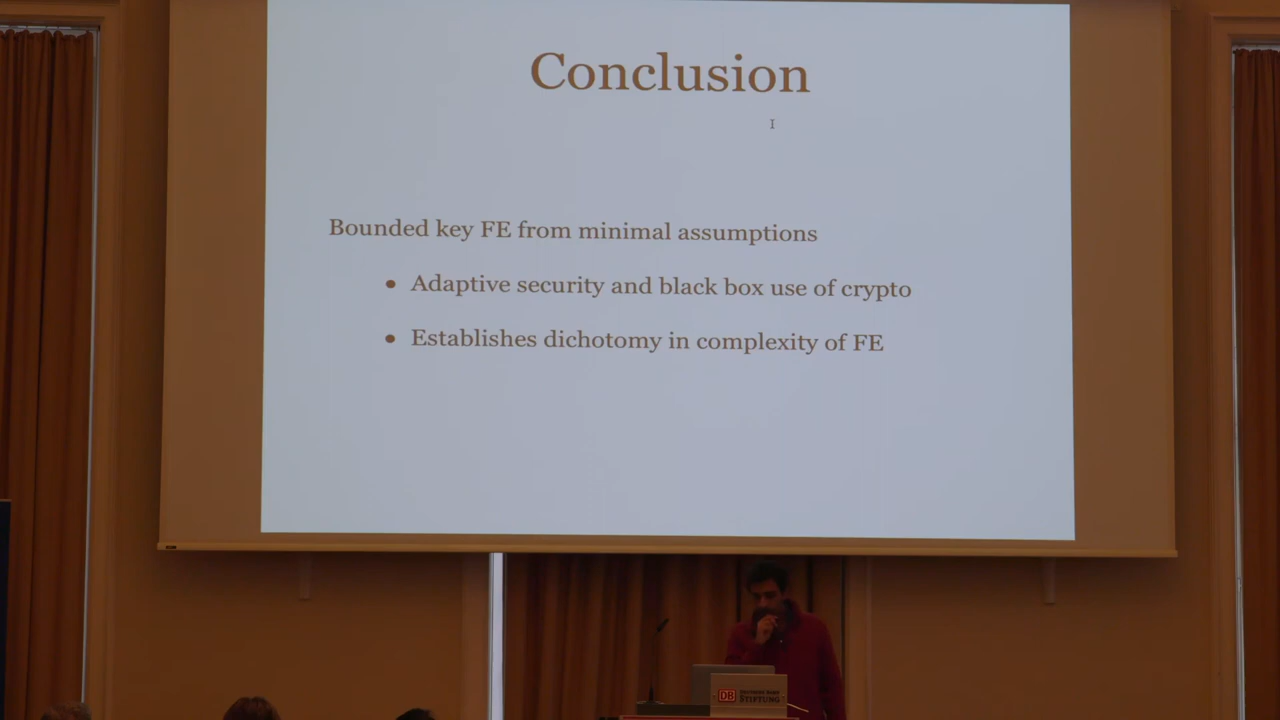 Conclusion
Bounded key FE from minimal assumptions
• Adaptive security and black box use of crypto
• Establishes dichotomy in complexity of FE
DB
STIFTUNG